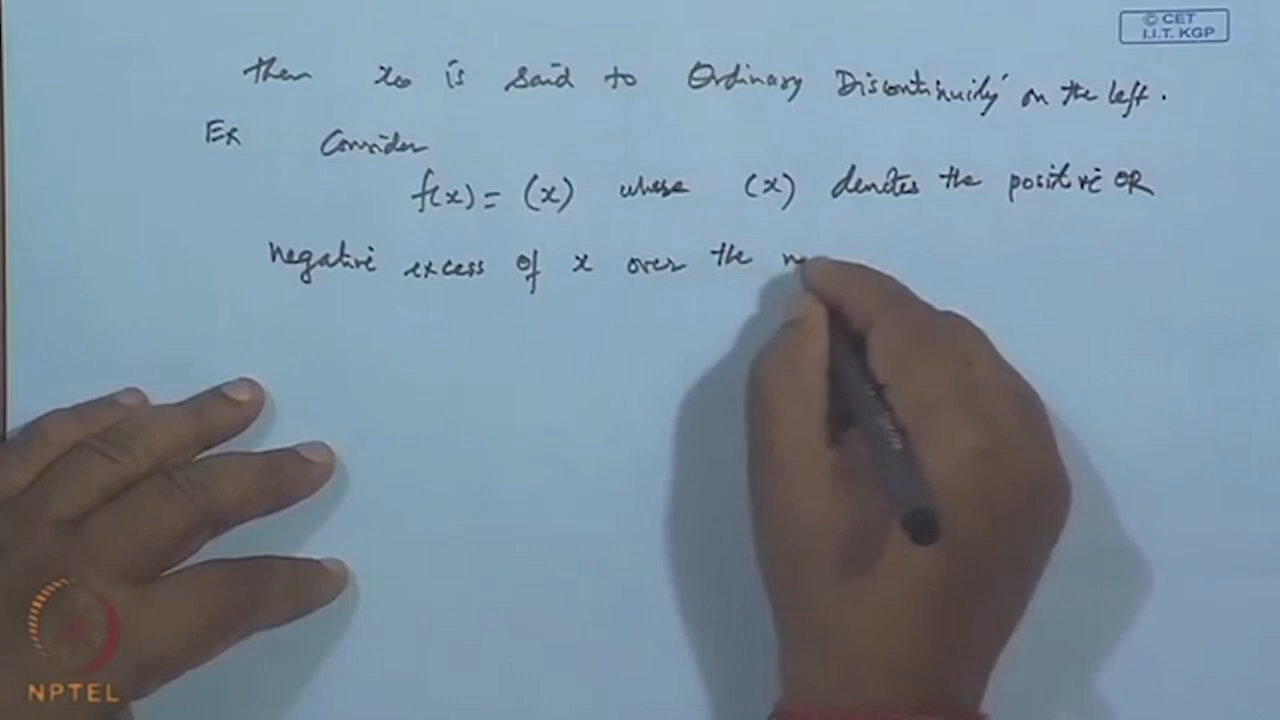 © CET
I.I.T. KGP
then x₀ is said to Ordinary Discontinuity on the left.
Ex Consider
f(x) = (x) where (x) denotes the positive OR
negative excess of x over the
NPTEL